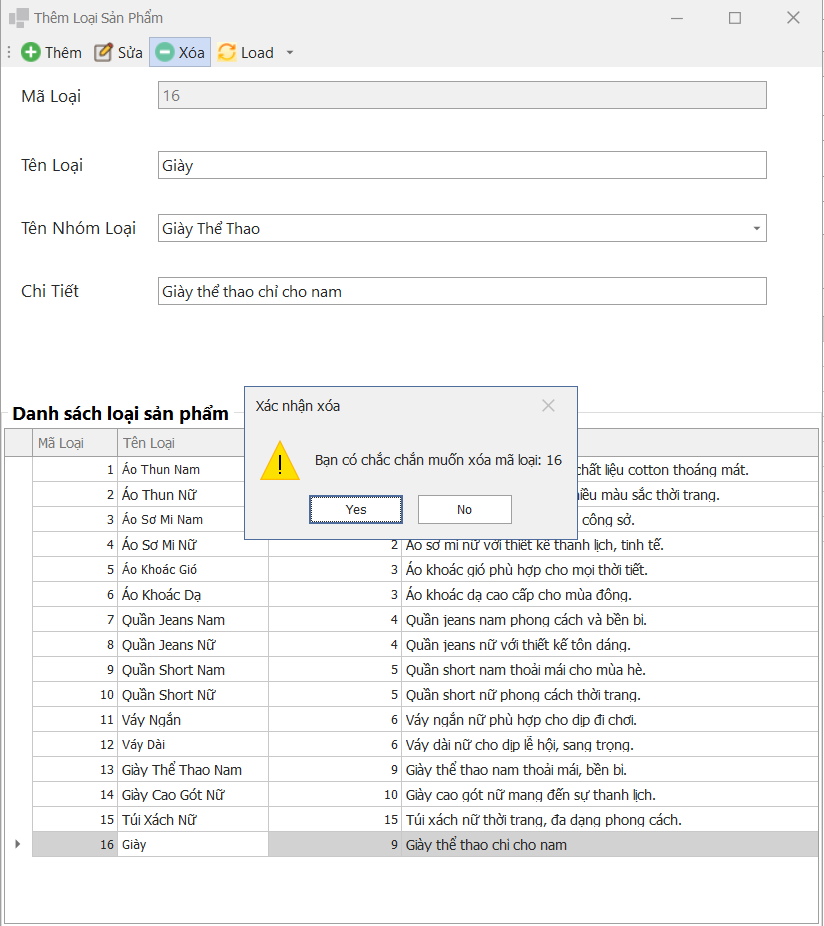 Thêm Loại Sản Phẩm
Thêm Sửa Xóa Load
Mã Loại 16
Tên Loại Giày
Tên Nhóm Loại Giày Thể Thao
Chi Tiết Giày thể thao chỉ cho nam
Danh sách loại sản phẩm
Xác nhận xóa
Bạn có chắc chắn muốn xóa mã loại: 16
Yes No
Mã Loại Tên Loại
1 Áo Thun Nam chất liệu cotton thoáng mát.
2 Áo Thun Nữ màu sắc thời trang.
3 Áo Sơ Mi Nam công sở.
4 Áo Sơ Mi Nữ 2 Áo sơ mi nữ với thiết kế thanh lịch, tinh tế.
5 Áo Khoác Gió 3 Áo khoác gió phù hợp cho mọi thời tiết.
6 Áo Khoác Dạ 3 Áo khoác dạ cao cấp cho mùa đông.
7 Quần Jeans Nam 4 Quần jeans nam phong cách và bền bỉ.
8 Quần Jeans Nữ 4 Quần jeans nữ với thiết kế tôn dáng.
9 Quần Short Nam 5 Quần short nam thoải mái cho mùa hè.
10 Quần Short Nữ 5 Quần short nữ phong cách thời trang.
11 Váy Ngắn 6 Váy ngắn nữ phù hợp cho dịp đi chơi.
12 Váy Dài 6 Váy dài nữ cho dịp lễ hội, sang trọng.
13 Giày Thể Thao Nam 9 Giày thể thao nam thoải mái, bền bỉ.
14 Giày Cao Gót Nữ 10 Giày cao gót nữ mang đến sự thanh lịch.
15 Túi Xách Nữ 15 Túi xách nữ thời trang, đa dạng phong cách.
16 Giày 9 Giày thể thao chỉ cho nam